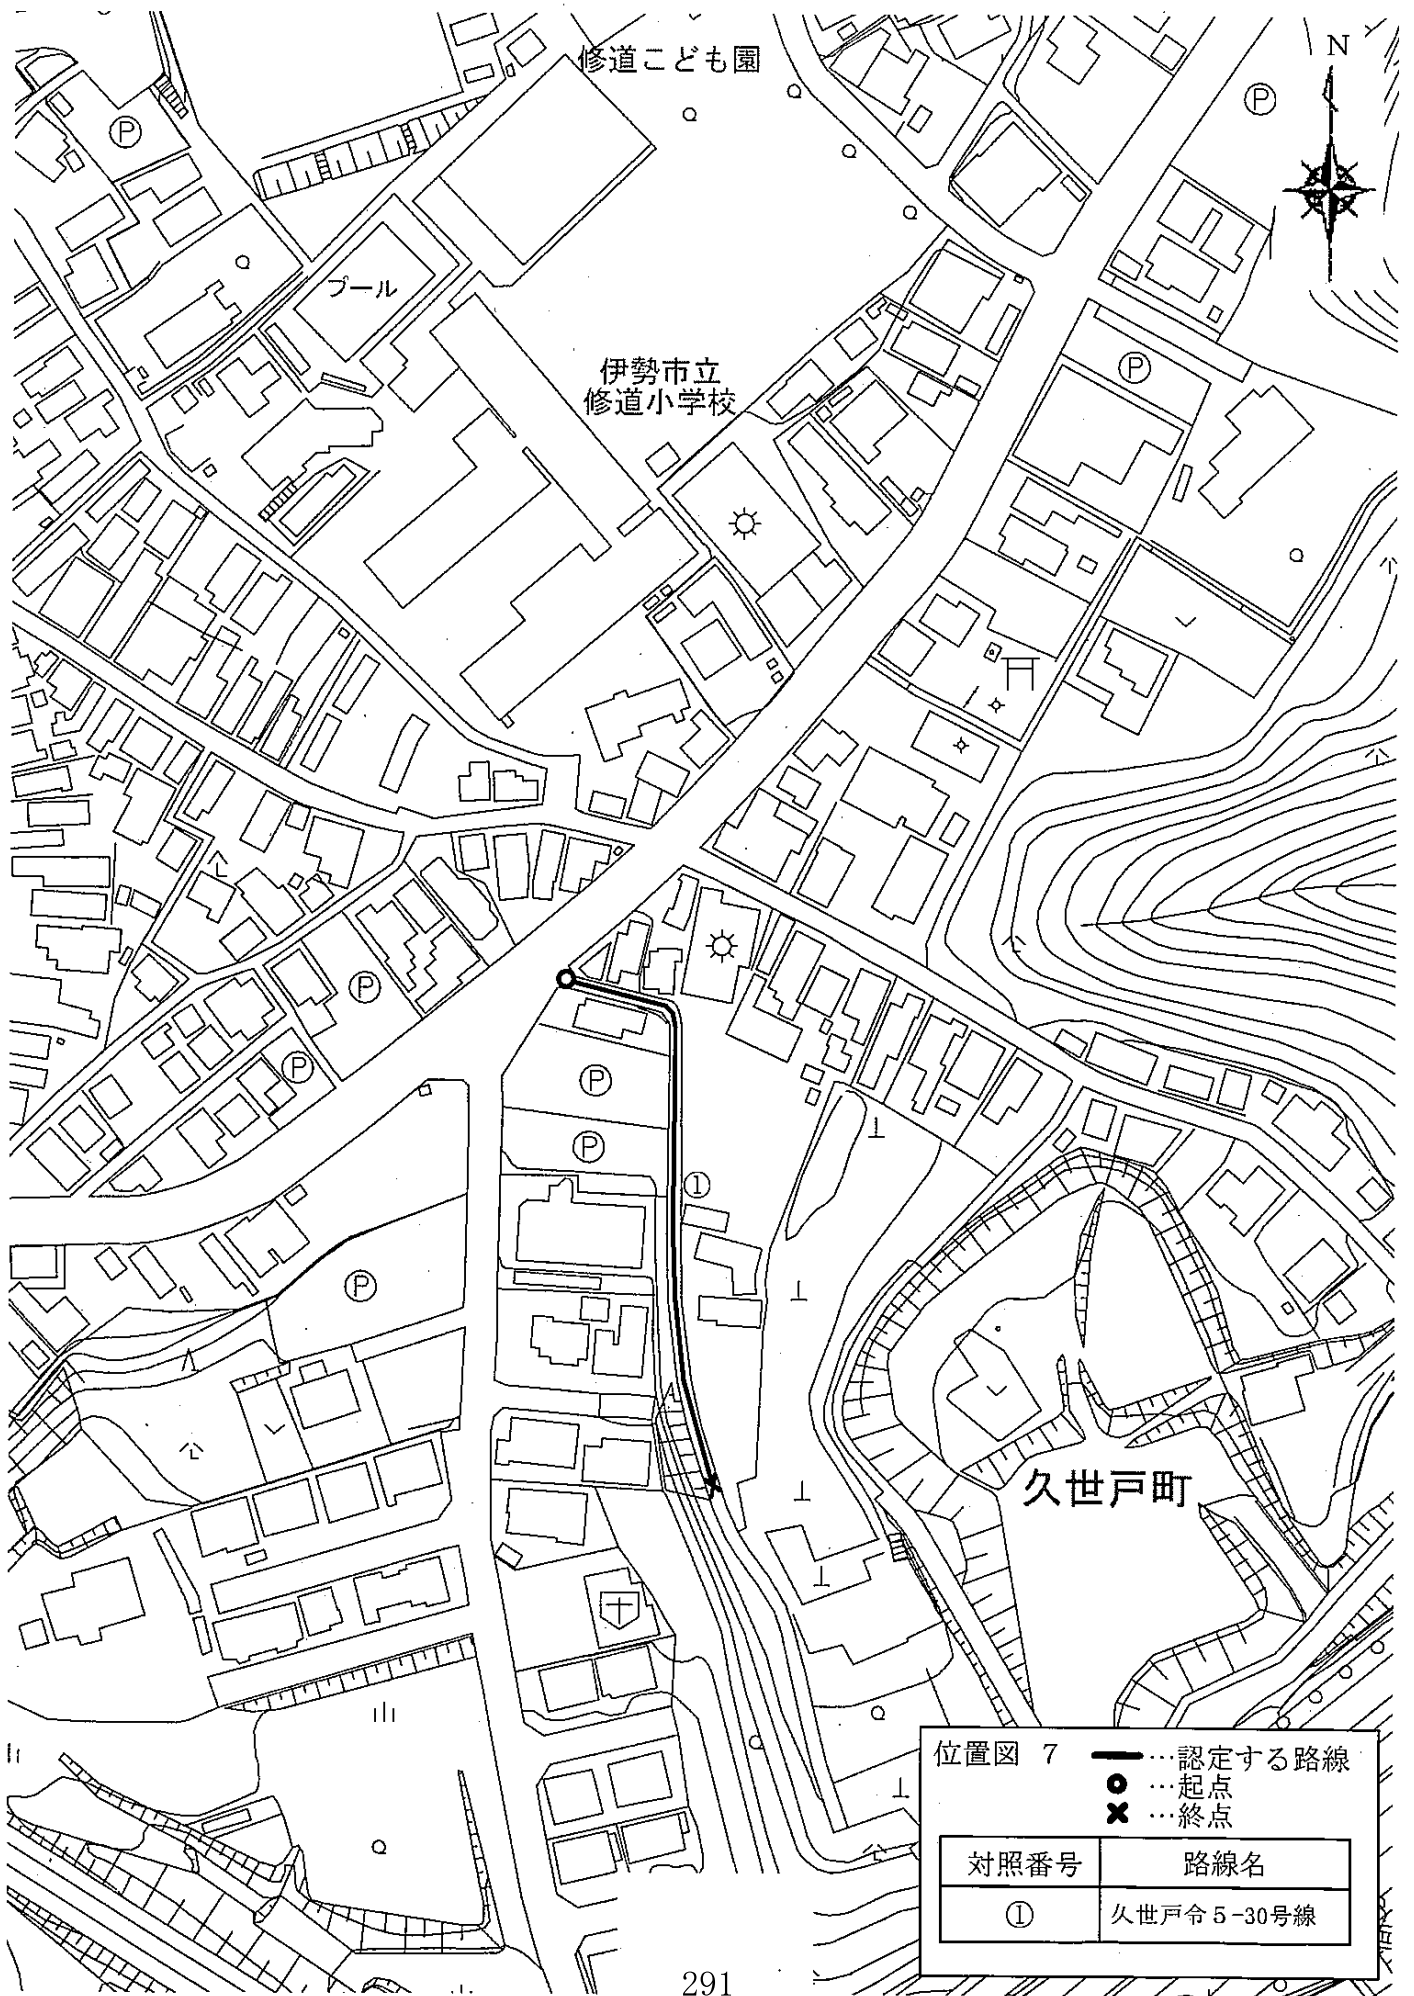 修道こども園
N
Ⓟ
Ⓟ
プール
伊勢市立
修道小学校
Ⓟ
Ⓟ
Ⓟ
Ⓟ
Ⓟ
①
Ⓟ
久世戸町
位置図 7
…認定する路線
…起点
…終点
対照番号 路線名
① 久世戸令5-30号線
291